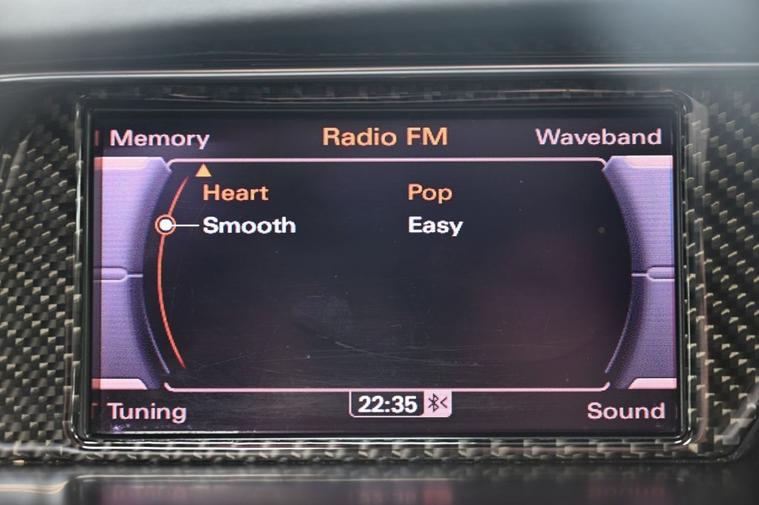 Memory Radio FM Waveband
Heart Pop
Smooth Easy
22:35
Tuning Sound